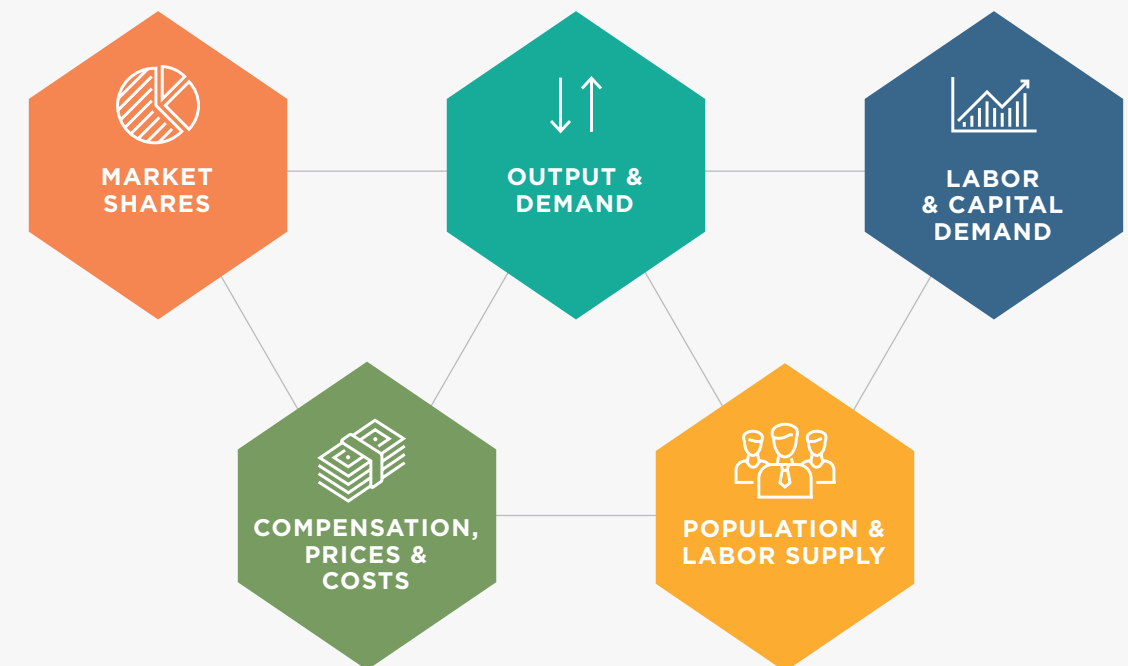 MARKET
SHARES
OUTPUT &
DEMAND
LABOR
& CAPITAL
DEMAND
COMPENSATION,
PRICES &
COSTS
POPULATION &
LABOR SUPPLY